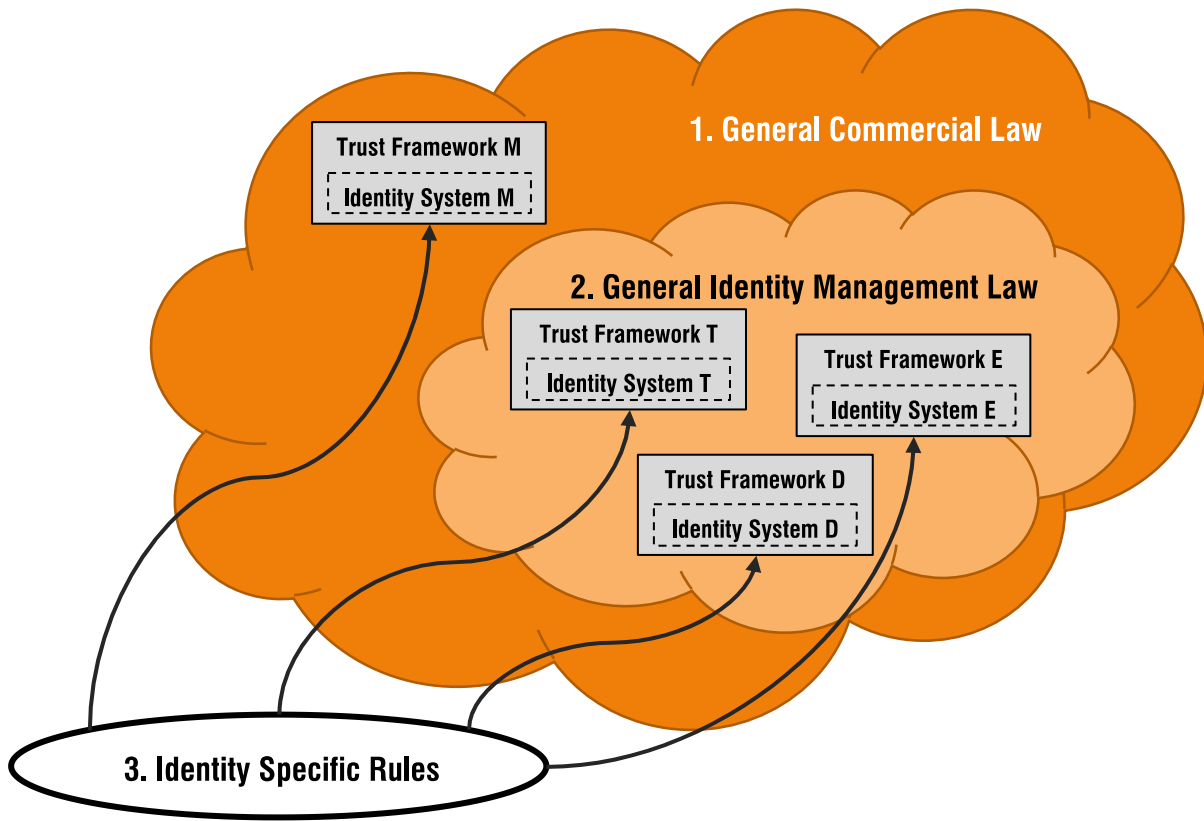 1. General Commercial Law
Trust Framework M
Identity System M
2. General Identity Management Law
Trust Framework T
Identity System T
Trust Framework E
Identity System E
Trust Framework D
Identity System D
3. Identity Specific Rules